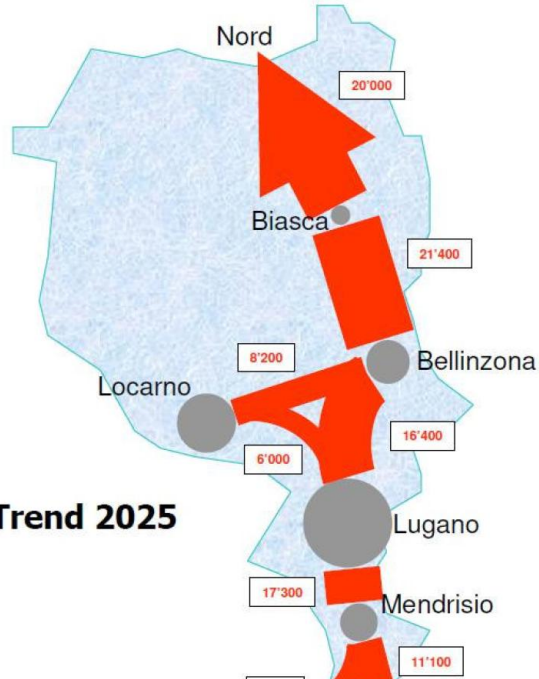 Nord
20'000
Biasca
21'400
8'200
Bellinzona
Locarno
16'400
6'000
Trend 2025
Lugano
17'300
Mendrisio
11'100